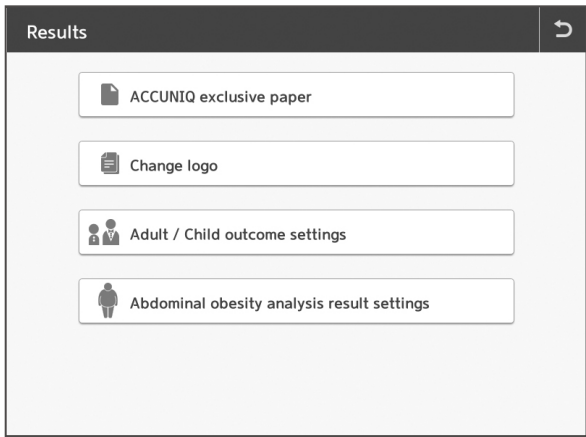 Results
ACCUNIQ exclusive paper
Change logo
Adult / Child outcome settings
Abdominal obesity analysis result settings